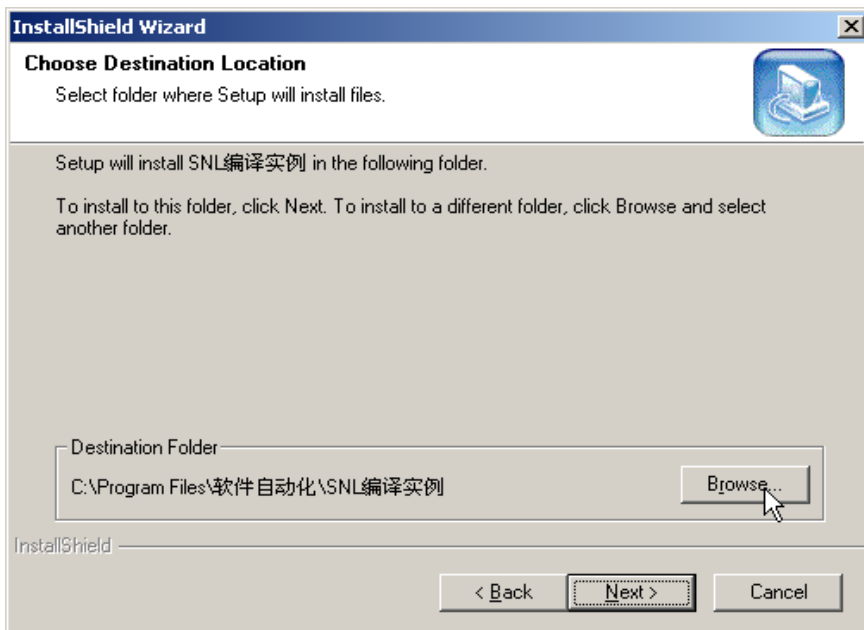 InstallShield Wizard
Choose Destination Location
Select folder where Setup will install files.
Setup will install SNL编译实例 in the following folder.
To install to this folder, click Next. To install to a different folder, click Browse and select
another folder.
Destination Folder
C:\Program Files\软件自动化\SNL编译实例
Browse...
InstallShield
< Back
Next >
Cancel